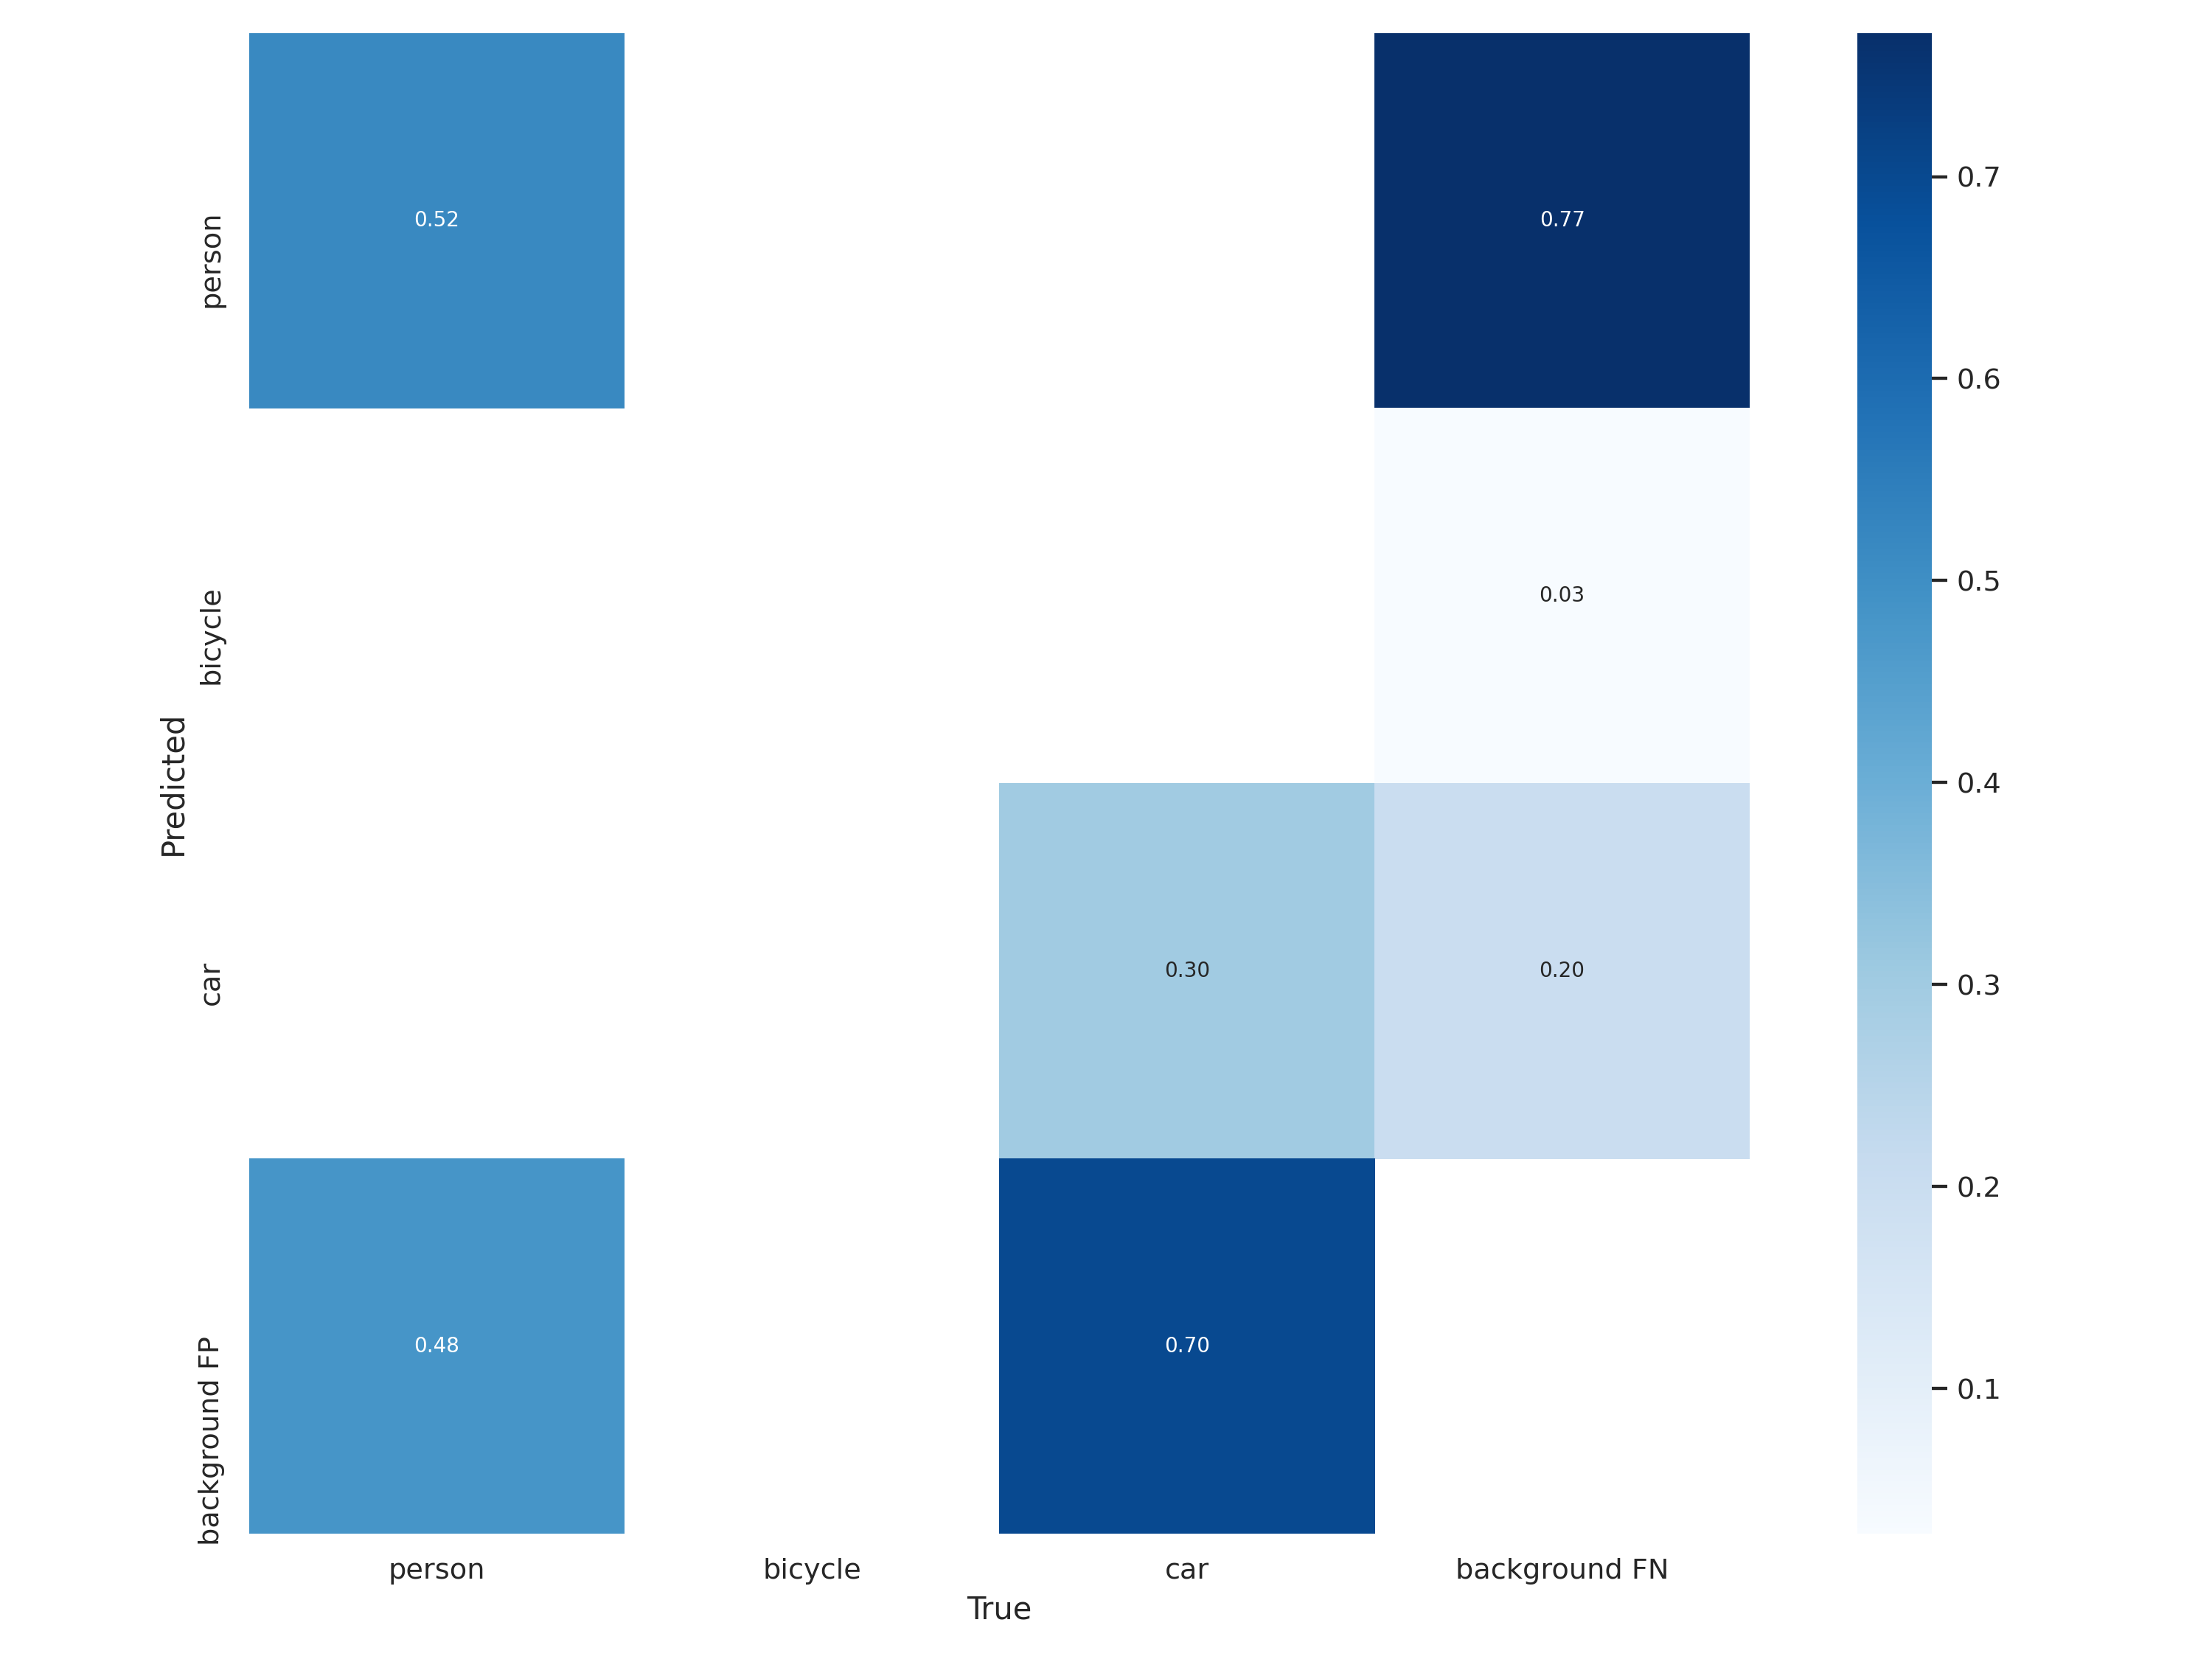 person
0.52
0.77
0.7
0.6
bicycle
0.03
0.5
Predicted
0.4
car
0.30
0.20
0.3
0.2
background FP
0.48
0.70
0.1
person
bicycle
car
background FN
True